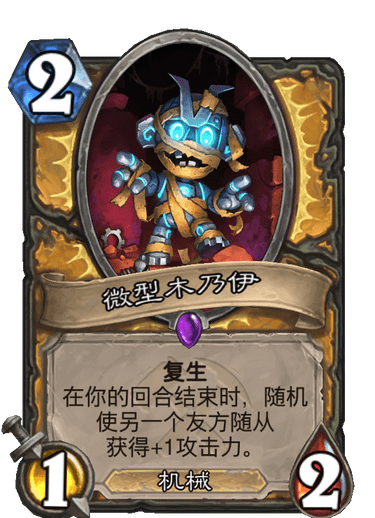 2
微型木乃伊
复生
在你的回合结束时，随机
使另一个友方随从
获得+1攻击力。
1
机械
2